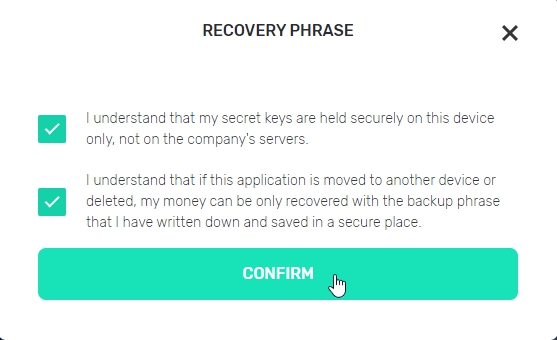 RECOVERY PHRASE
I understand that my secret keys are held securely on this device
only, not on the company's servers.
I understand that if this application is moved to another device or
deleted, my money can be only recovered with the backup phrase
that I have written down and saved in a secure place.
CONFIRM